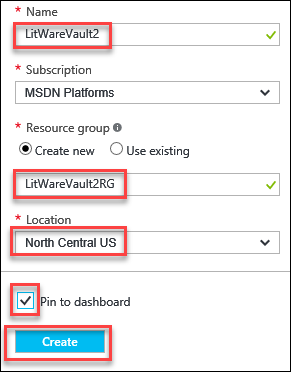 * Name
LitWareVault2
* Subscription
MSDN Platforms
* Resource group
Create new Use existing
LitWareVault2RG
* Location
North Central US
Pin to dashboard
Create